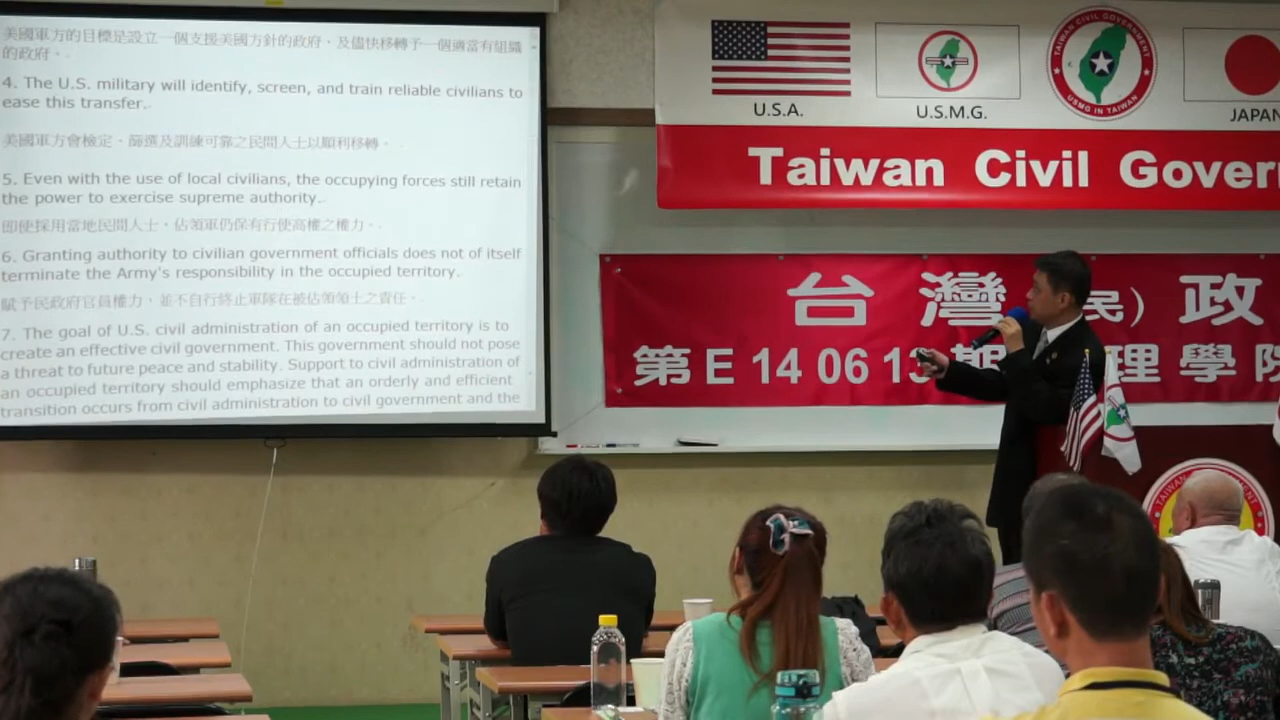 美國軍方的目標是設立一個支援美國方針的政府，及儘快移轉予一個適當有組織
的政府。
4. The U.S. military will identify, screen, and train reliable civilians to
ease this transfer.
美國軍方會檢定、篩選及訓練可靠之民間人士以順利移轉。
5. Even with the use of local civilians, the occupying forces still retain
the power to exercise supreme authority.
即使採用當地民間人士，佔領軍仍保有行使高權之權力。
6. Granting authority to civilian government officials does not of itself
terminate the Army's responsibility in the occupied territory.
賦予民政府官員權力，並不自行終止軍隊在被佔領領土之責任。
7. The goal of U.S. civil administration of an occupied territory is to
create an effective civil government. This government should not pose
a threat to future peace and stability. Support to civil administration of
an occupied territory should emphasize that an orderly and efficient
transition occurs from civil administration to civil government and the
U.S.A.
U.S.M.G.
TAIWAN CIVIL GOVERNMENT
USMG IN TAIWAN
JAPAN
Taiwan Civil Gover
台灣 民） 政
第E 14 06 13期 理學院
TAIWAN GOVERNMENT